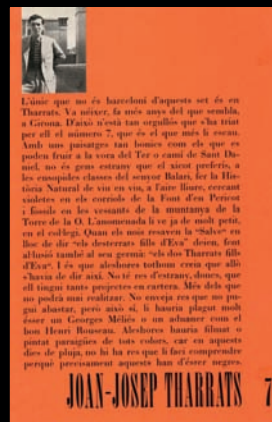 L'únic que no és barceloní d'aquests set és en
Tharrats. Va néixer, fa més anys del que sembla,
a Girona. D'això n'està tan orgullós que s'ha triat
per ell el número 7, que és el que més li escau.
Amb uns paisatges tan bonics com els que es
poden fruir a la vora del Ter o camí de Sant Da-
niel, no és gens estrany que el xicot preferís, a
les ensopides classes del senyor Balari, fer la His-
tòria Natural de viu en viu, a l'aire lliure, cercant
violetes en els corriols de la Font d'en Pericot
i fòssils en les vessants de la muntanya de la
Torre de la O. L'anomenada li ve ja de molt petit,
en el col·legi. Quan els nois resaven la "Salve" en
lloc de dir "els desterrats fills d'Eva" deien, fent
al·lusió també al seu germà: "els dos Tharrats fills
d'Eva". I és que aleshores tothom creia que allò
s'havia de dir així. No té res d'estrany, doncs, que
ell tingui tants projectes en cartera. Més dels que
no podrà mai realitzar. No enveja res que no pu-
gui abastar, però això sí, li hauria plagut molt
ésser un Georges Méliès o un aduaner com el
bon Henri Rouseau. Aleshores hauria filmat o
pintat paraigües de tots colors, car en aquests
dies de pluja, no hi ha res que li faci comprendre
perquè precisament aquests han d'ésser negres.
JOAN-JOSEP THARRATS 7